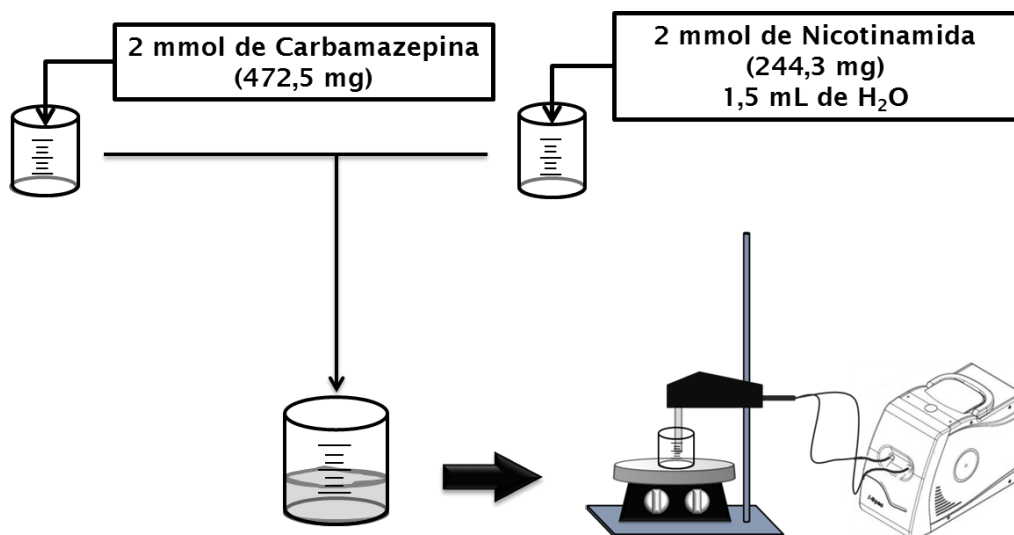 2 mmol de Carbamazepina
(472,5 mg)
2 mmol de Nicotinamida
(244,3 mg)
1,5 mL de H₂O